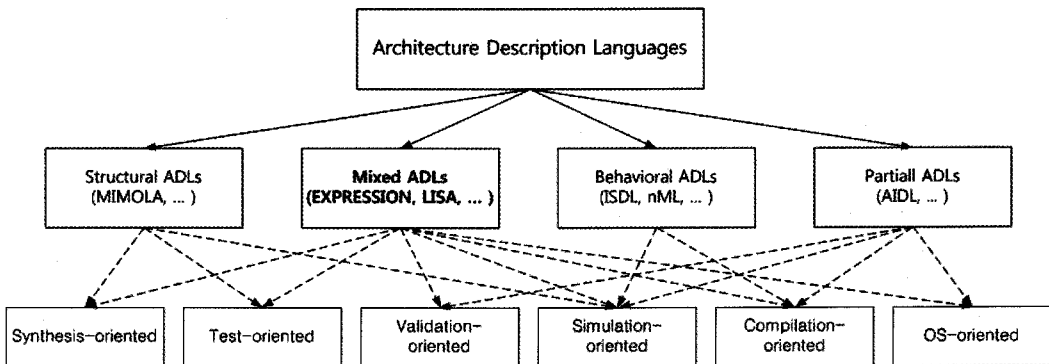 Architecture Description Languages
Structural ADLs
(MIMOLA, ... )
Mixed ADLs
(EXPRESSION, LISA, ... )
Behavioral ADLs
(ISDL, nML, ... )
Partiall ADLs
(AIDL, ... )
Synthesis-oriented
Test-oriented
Validation-
oriented
Simulation-
oriented
Compilation-
oriented
OS-oriented